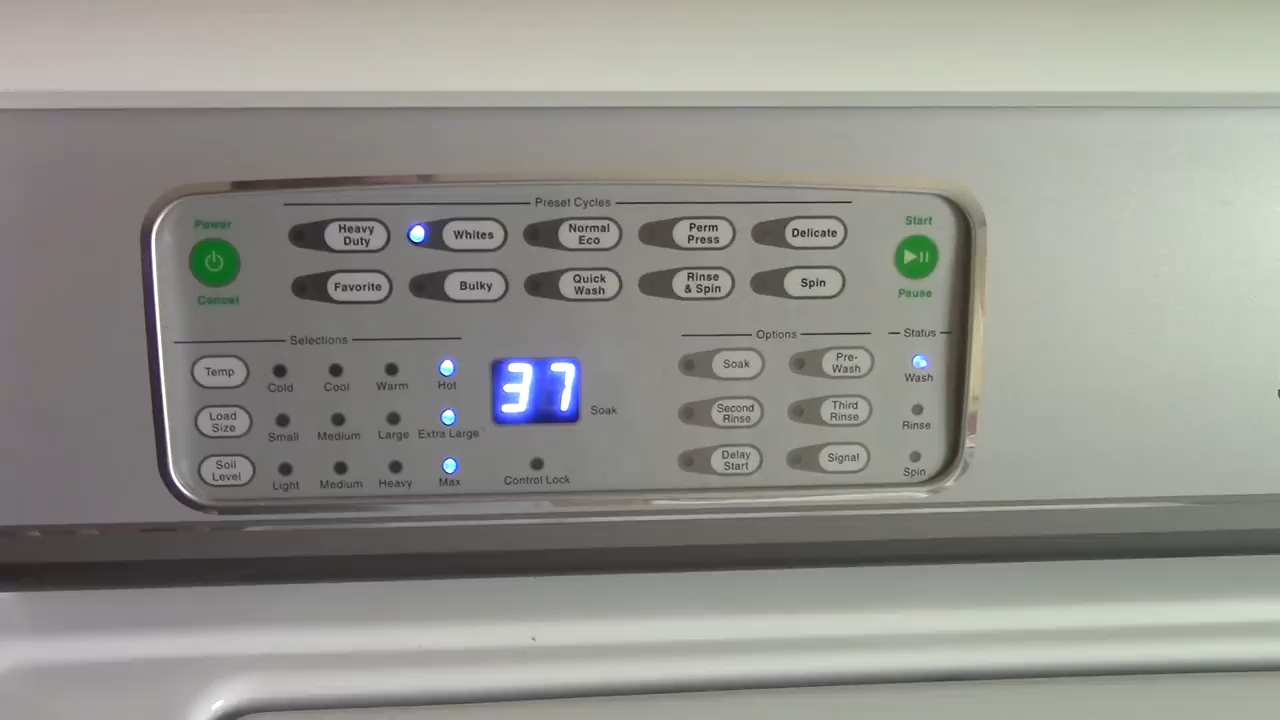 Preset Cycles
Power
Heavy
Duty
Whites
Normal
Eco
Perm
Press
Delicate
Start
Cancel
Favorite
Bulky
Quick
Wash
Rinse
& Spin
Spin
Pause
Selections
Options
Status
Temp
Cold
Cool
Warm
Hot
37
Soak
Soak
Pre-
Wash
Wash
Load
Size
Small
Medium
Large
Extra Large
Second
Rinse
Third
Rinse
Rinse
Soil
Level
Light
Medium
Heavy
Max
Control Lock
Delay
Start
Signal
Spin